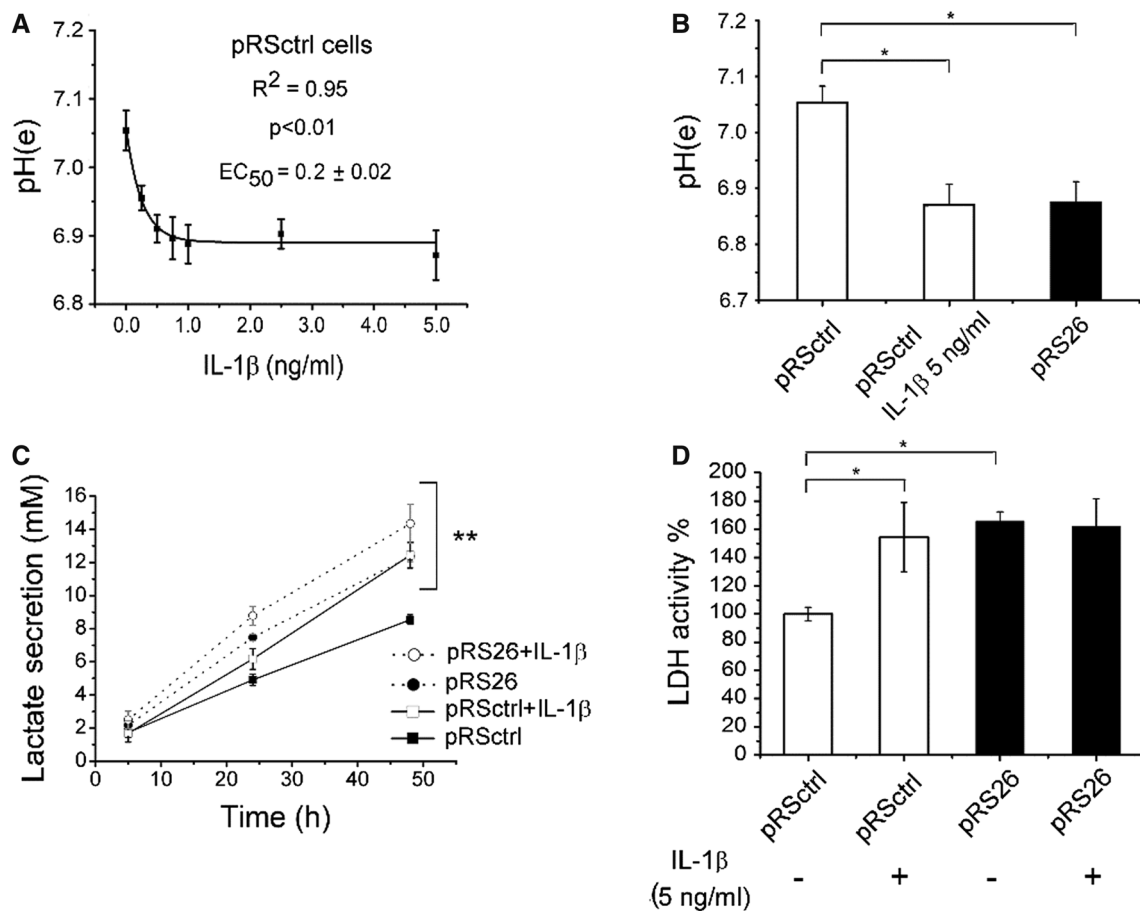 A
7.2
7.1
7.0
6.9
6.8
pH(e)
pRSctrl cells
R2 = 0.95
p<0.01
EC50 = 0.2 ± 0.02
0.0 1.0 2.0 3.0 4.0 5.0
IL-1β (ng/ml)
B
7.2
7.1
7.0
6.9
6.8
6.7
pH(e)
*
*
pRSctrl
pRSctrl
IL-1β 5 ng/ml
pRS26
C
16
14
12
10
8
6
4
2
0
Lactate secretion (mM)
**
pRS26+IL-1β
pRS26
pRSctrl+IL-1β
pRSctrl
0 10 20 30 40 50
Time (h)
D
200
180
160
140
120
100
80
60
40
20
0
LDH activity %
*
*
pRSctrl
pRSctrl
pRS26
pRS26
IL-1β
(5 ng/ml)
- + - +